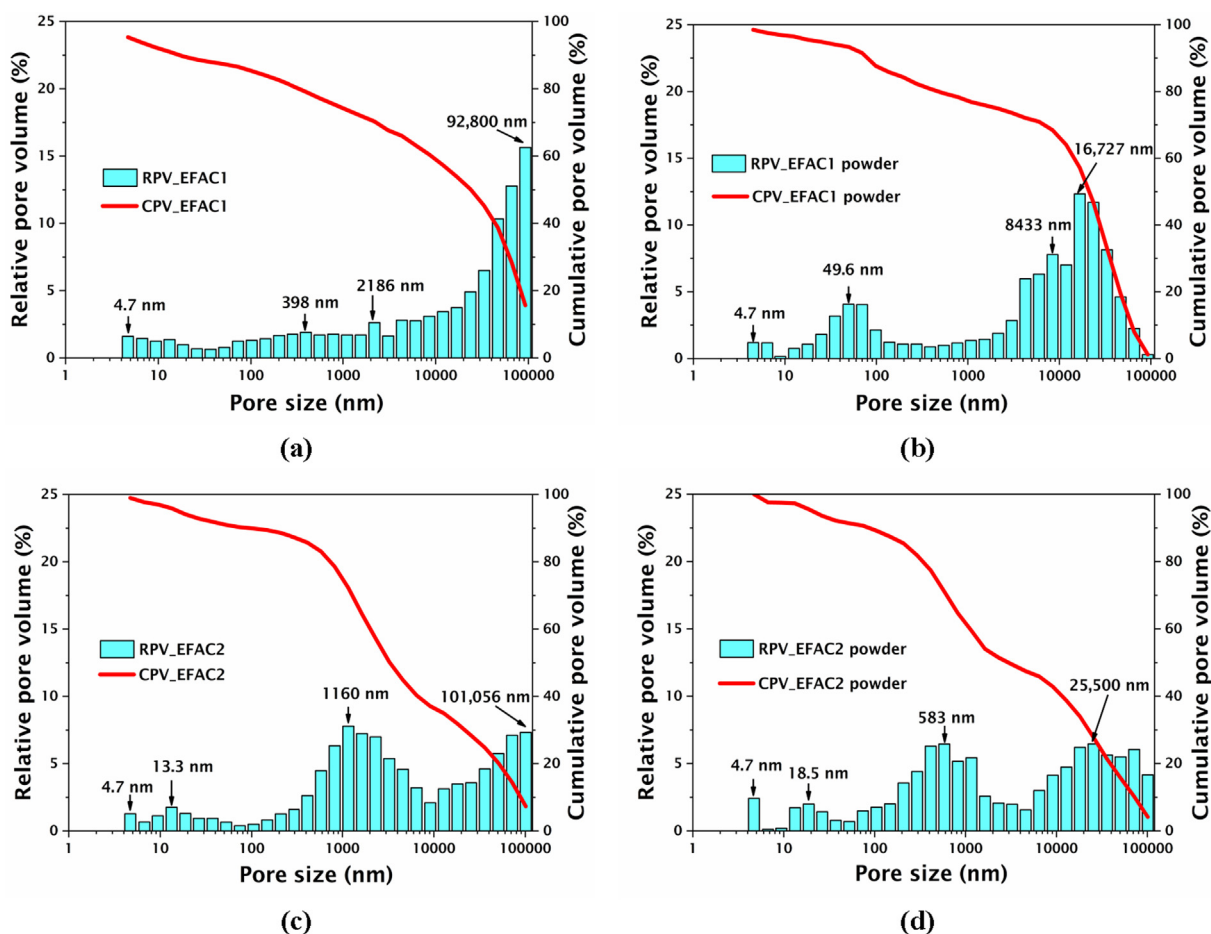 25
20
15
10
5
0
Relative pore volume (%)
92,800 nm
RPV_EFAC1
CPV_EFAC1
4.7 nm
398 nm
2186 nm
100
80
60
40
20
0
Cumulative pore volume (%)
1 10 100 1000 10000 100000
Pore size (nm)
(a)
25
20
15
10
5
0
Relative pore volume (%)
16,727 nm
RPV_EFAC1 powder
CPV_EFAC1 powder
8433 nm
49.6 nm
4.7 nm
100
80
60
40
20
0
Cumulative pore volume (%)
1 10 100 1000 10000 100000
Pore size (nm)
(b)
25
20
15
10
5
0
Relative pore volume (%)
RPV_EFAC2
CPV_EFAC2
1160 nm
101,056 nm
13.3 nm
4.7 nm
100
80
60
40
20
0
Cumulative pore volume (%)
1 10 100 1000 10000 100000
Pore size (nm)
(c)
25
20
15
10
5
0
Relative pore volume (%)
RPV_EFAC2 powder
CPV_EFAC2 powder
25,500 nm
583 nm
4.7 nm
18.5 nm
100
80
60
40
20
0
Cumulative pore volume (%)
1 10 100 1000 10000 100000
Pore size (nm)
(d)